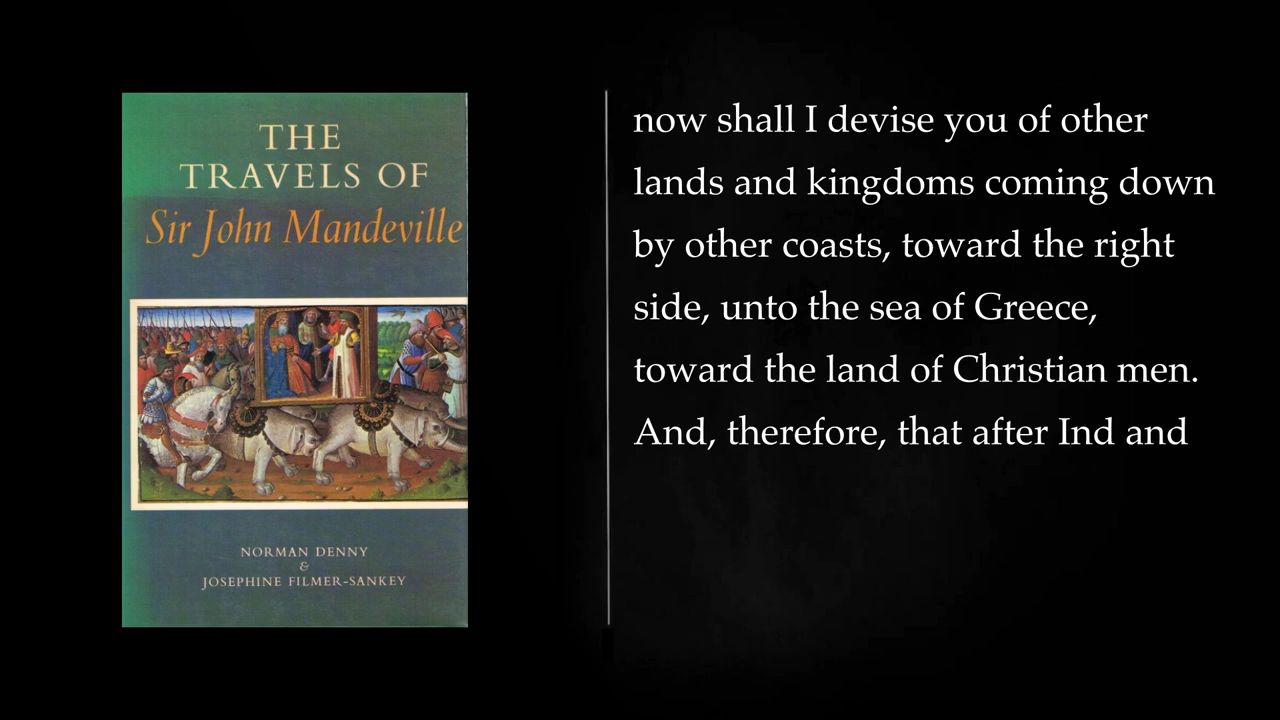 THE
TRAVELS OF
Sir John Mandeville
NORMAN DENNY
&
JOSEPHINE FILMER-SANKEY
now shall I devise you of other
lands and kingdoms coming down
by other coasts, toward the right
side, unto the sea of Greece,
toward the land of Christian men.
And, therefore, that after Ind and